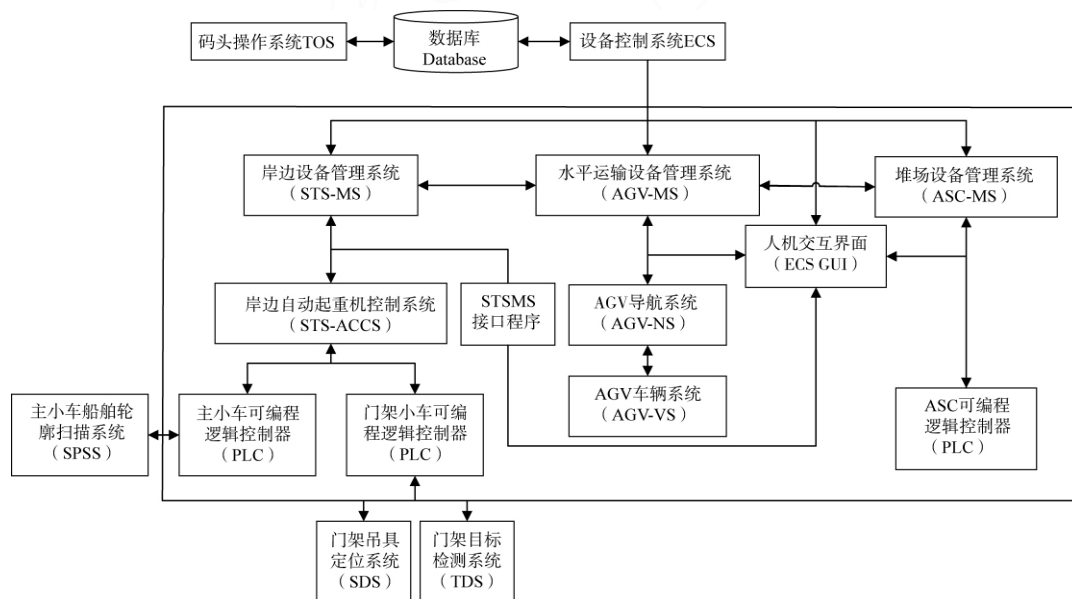 码头操作系统TOS
数据库
Database
设备控制系统ECS
岸边设备管理系统
(STS-MS)
水平运输设备管理系统
(AGV-MS)
堆场设备管理系统
(ASC-MS)
人机交互界面
(ECS GUI)
岸边自动起重机控制系统
(STS-ACCS)
STSMS
接口程序
AGV导航系统
(AGV-NS)
AGV车辆系统
(AGV-VS)
主小车船舶轮
廓扫描系统
(SPSS)
主小车可编程
逻辑控制器
(PLC)
门架小车可编
程逻辑控制器
(PLC)
ASC可编程
逻辑控制器
(PLC)
门架吊具
定位系统
(SDS)
门架目标
检测系统
(TDS)